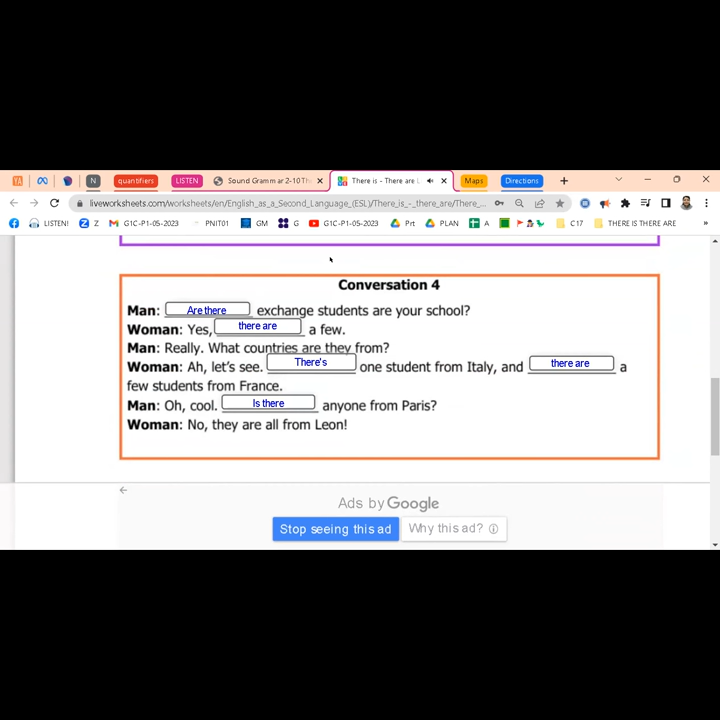 YA
N
quantifiers
LISTEN
Sound Grammar 2-10 Th
There is - There are L
Maps
Directions
liveworksheets.com/worksheets/en/English_as_a_Second_Language_(ESL)/There_is_-_there_are/There_...
LISTEN!
Z
G1C-P1-05-2023
PNIT01
GM
G
G1C-P1-05-2023
Prt
PLAN
A
C17
THERE IS THERE ARE
»
Conversation 4
Man: Are there exchange students are your school?
Woman: Yes, there are a few.
Man: Really. What countries are they from?
Woman: Ah, let's see. There's one student from Italy, and there are a
few students from France.
Man: Oh, cool. Is there anyone from Paris?
Woman: No, they are all from Leon!
Ads by Google
Stop seeing this ad
Why this ad?